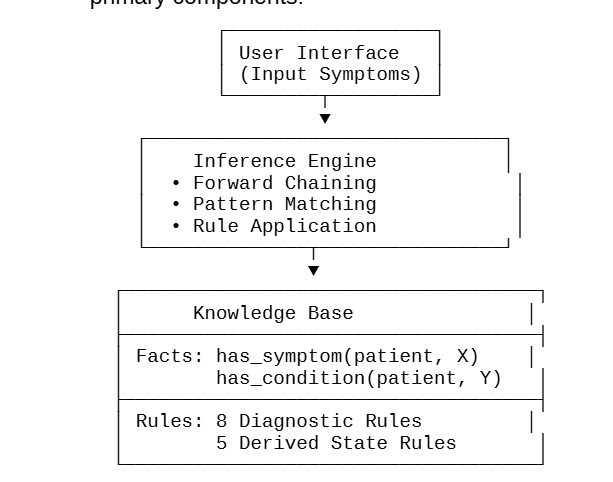 primary components:
User Interface
(Input Symptoms)
Inference Engine
• Forward Chaining
• Pattern Matching
• Rule Application
Knowledge Base
Facts: has_symptom(patient, X)
has_condition(patient, Y)
Rules: 8 Diagnostic Rules
5 Derived State Rules